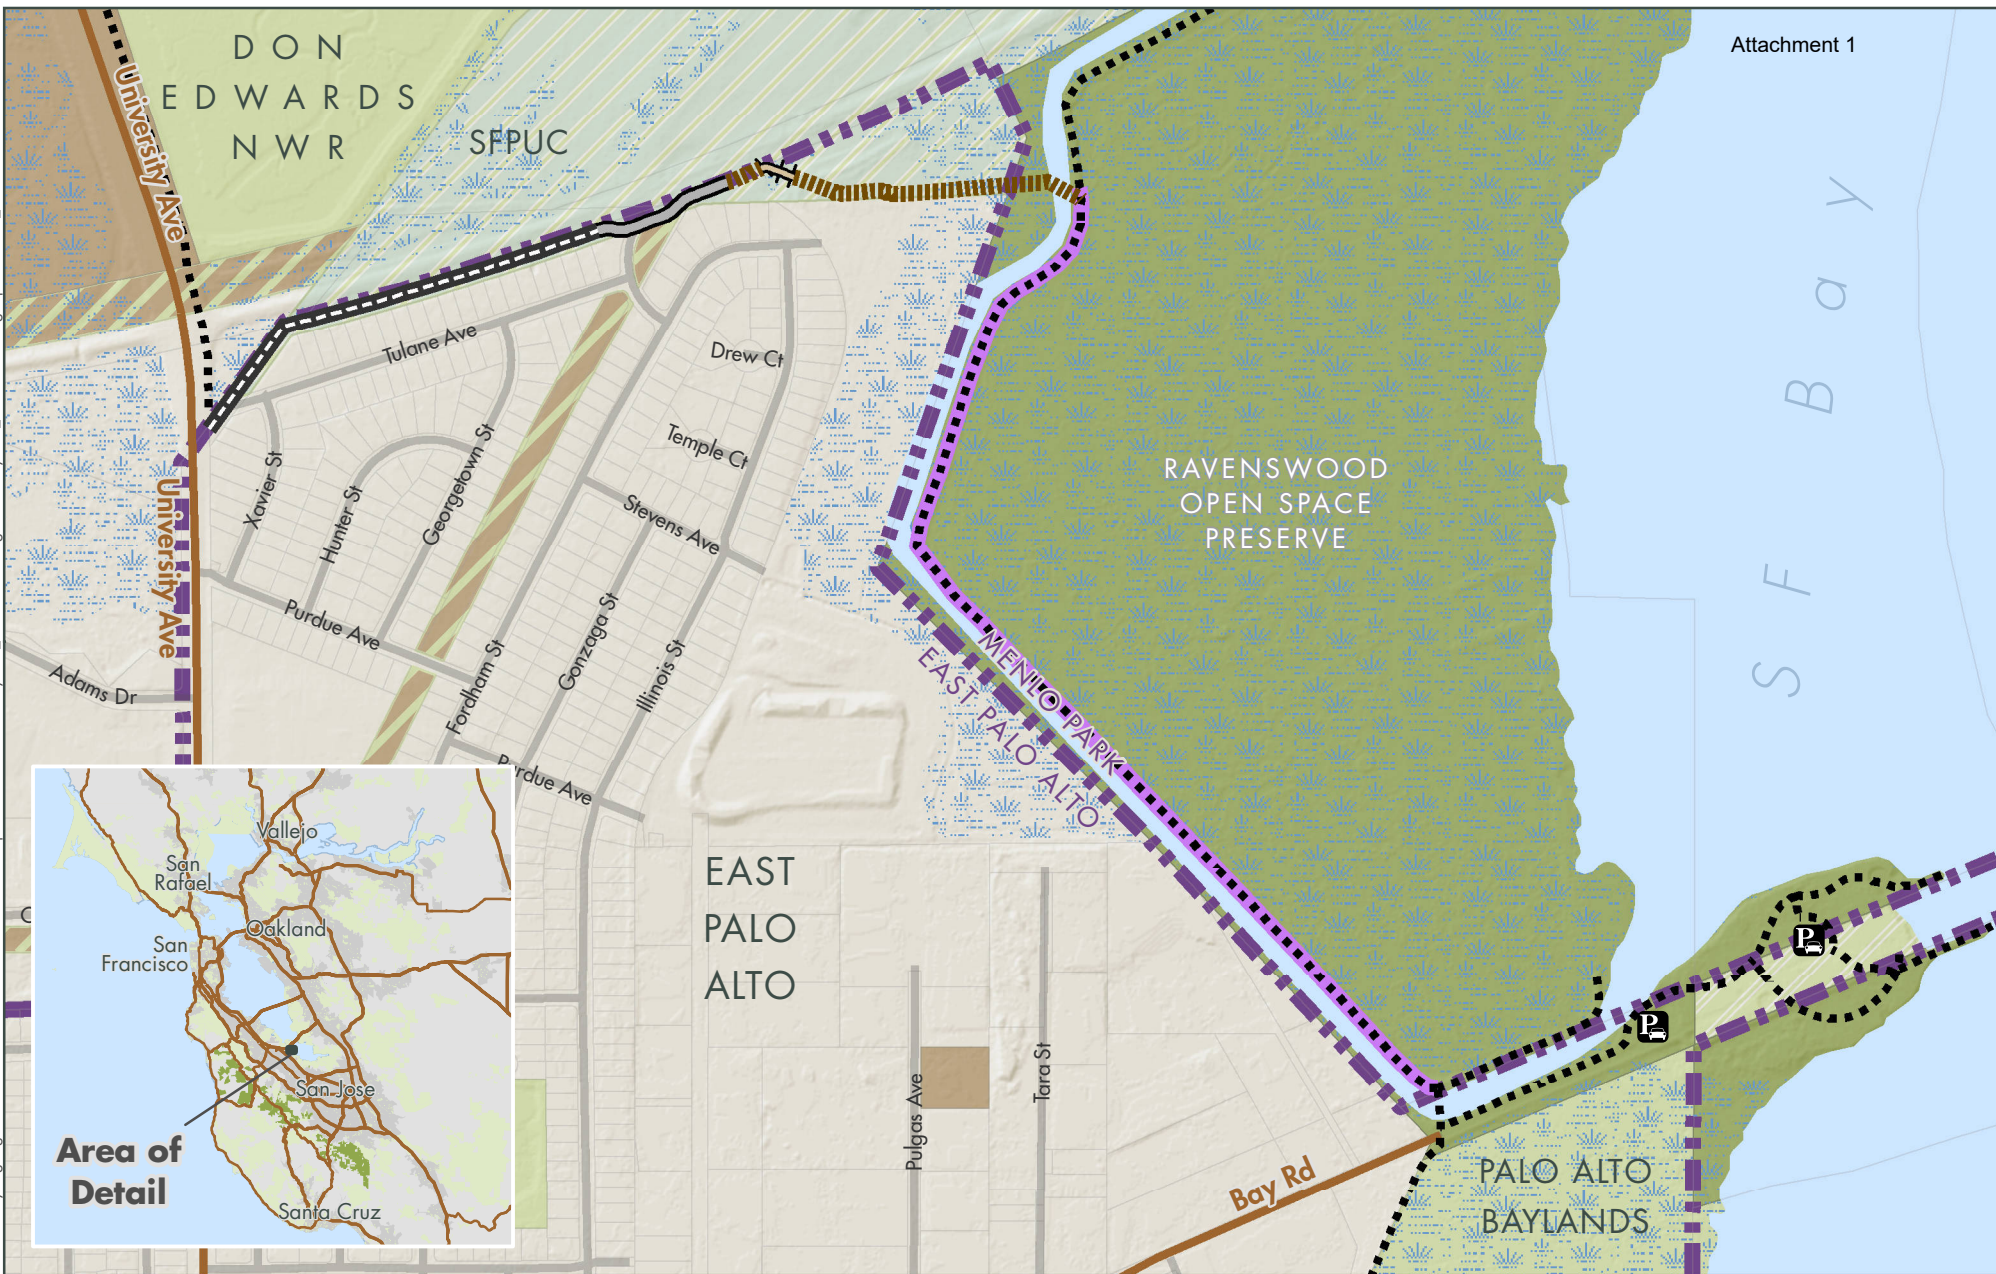 Attachment 1
DON
EDWARDS
NWR
SFPUC
University Ave
University Ave
Tulane Ave
Drew Ct
Temple Ct
Stevens Ave
Xavier St
Hunter St
Georgetown St
Purdue Ave
Adams Dr
Fordham St
Gonzaga St
Illinois St
Purdue Ave
RAVENSWOOD
OPEN SPACE
PRESERVE
SF Bay
MENLO PARK
EAST PALO ALTO
EAST
PALO
ALTO
Pulgas Ave
Tara St
Bay Rd
P
P
PALO ALTO
BAYLANDS
Vallejo
San
Rafael
Oakland
San
Francisco
San Jose
Santa Cruz
Area of
Detail